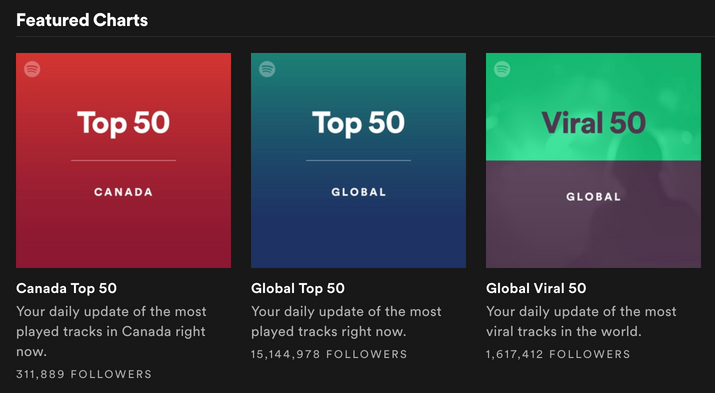 Featured Charts
Top 50
CANADA
Canada Top 50
Your daily update of the most
played tracks in Canada right
now.
311,889 FOLLOWERS
Top 50
GLOBAL
Global Top 50
Your daily update of the most
played tracks right now.
15,144,978 FOLLOWERS
Viral 50
GLOBAL
Global Viral 50
Your daily update of the most
viral tracks in the world.
1,617,412 FOLLOWERS